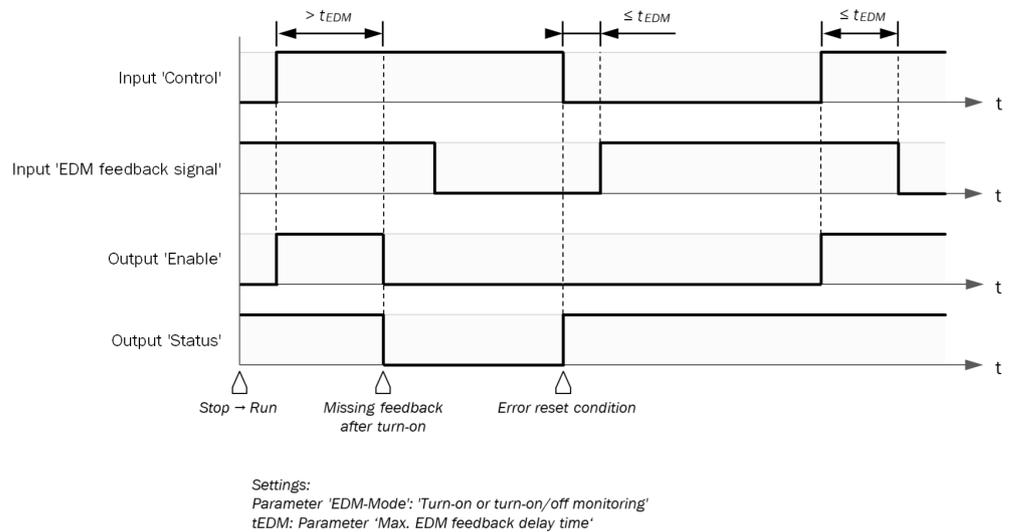 > tEDM
≤ tEDM
≤ tEDM
Input 'Control'
t
Input 'EDM feedback signal'
t
Output 'Enable'
t
Output 'Status'
t
Stop → Run
Missing feedback
after turn-on
Error reset condition
Settings:
Parameter 'EDM-Mode': 'Turn-on or turn-on/off monitoring'
tEDM: Parameter ‘Max. EDM feedback delay time‘